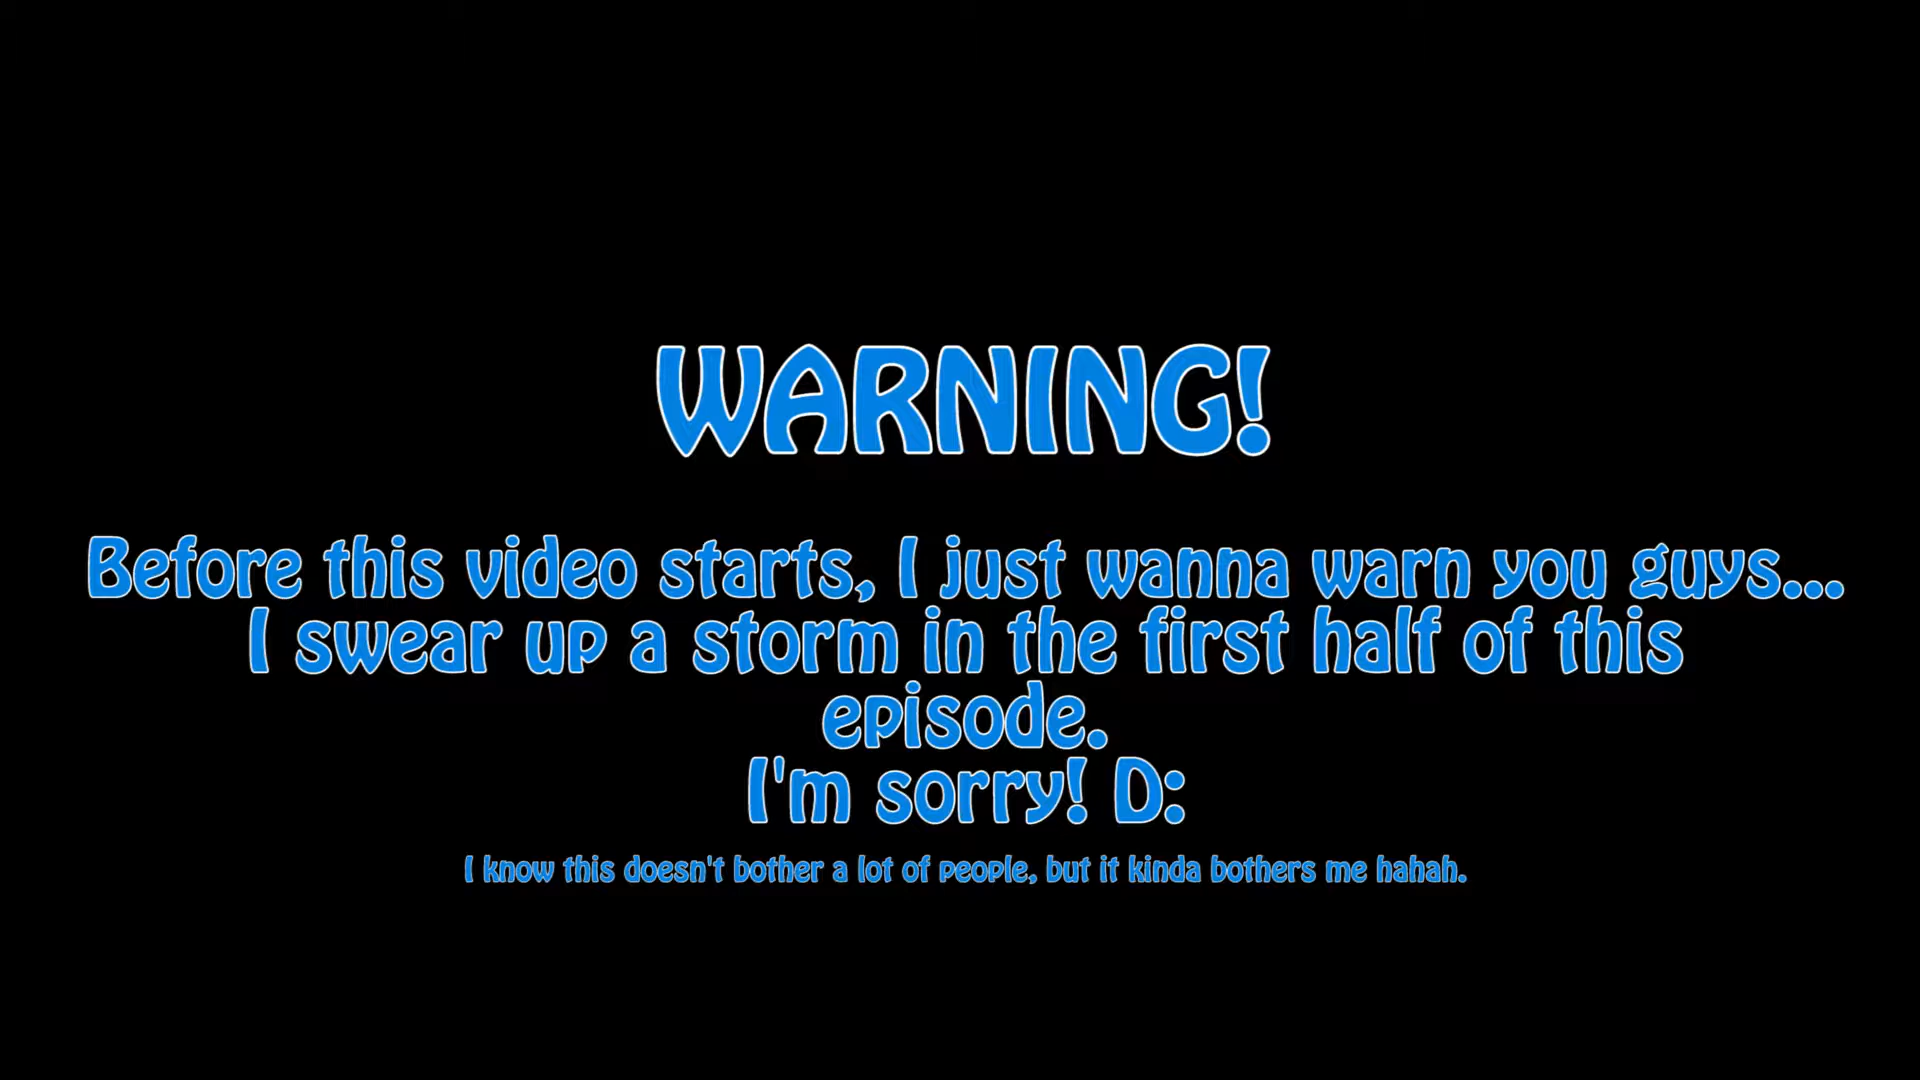 WARNING!
Before this video starts, I just wanna warn you guys...
I swear up a storm in the first half of this
episode.
I'm sorry! D:
I know this doesn't bother a lot of people, but it kinda bothers me hahah.